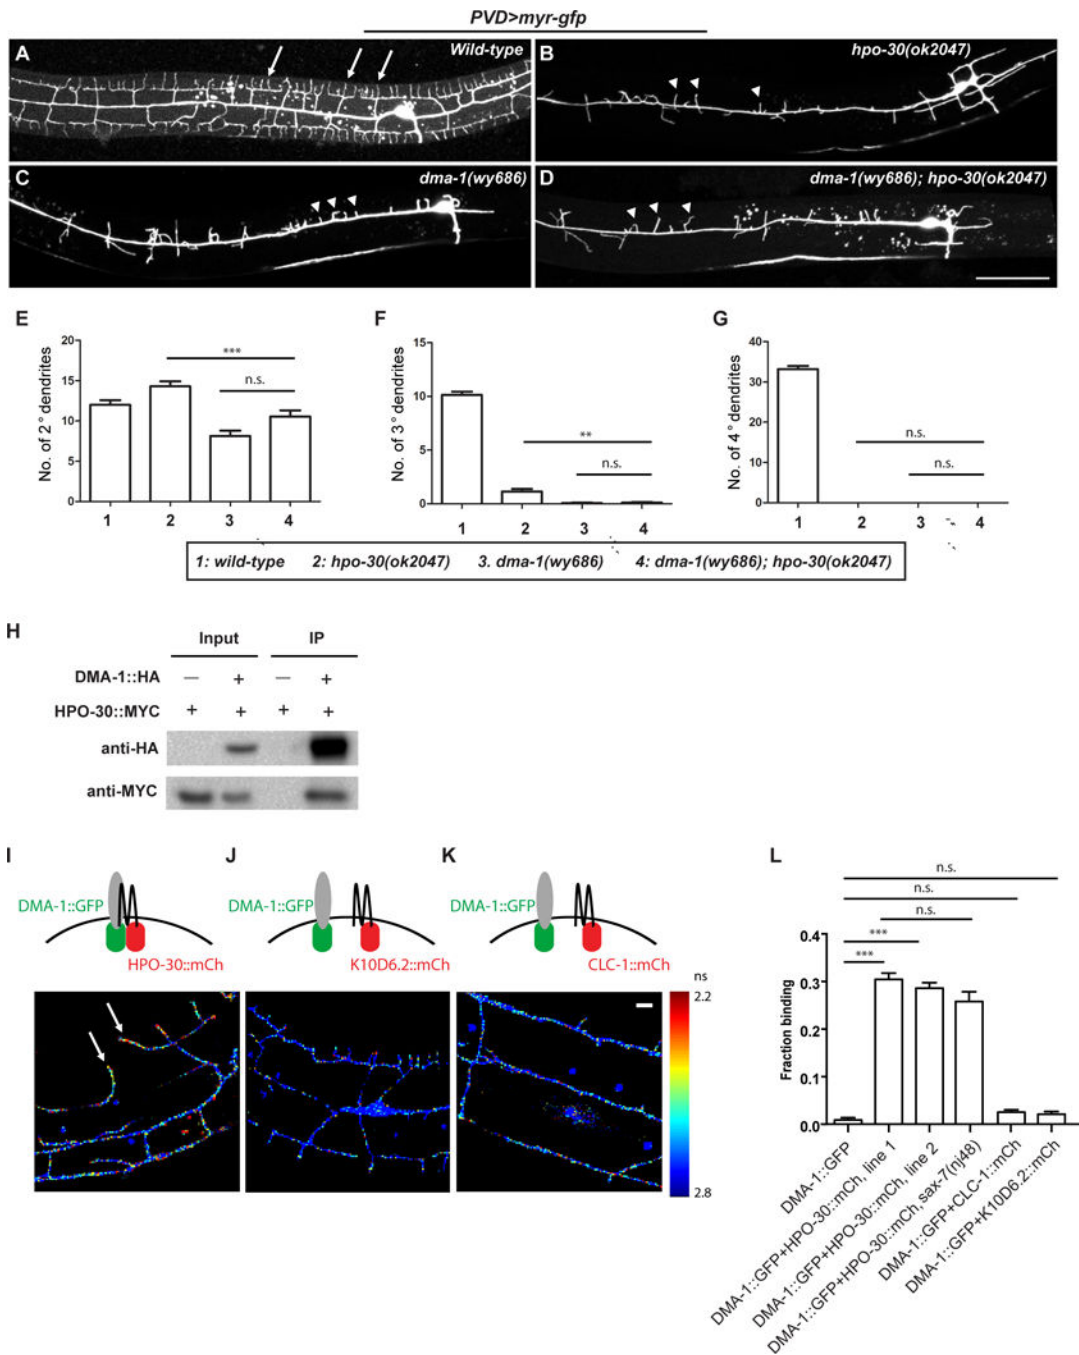 PVD>myr-gfp
A Wild-type
B hpo-30(ok2047)
C dma-1(wy686)
D dma-1(wy686); hpo-30(ok2047)
E
No. of 2° dendrites
20
15
10
5
0
***
n.s.
1 2 3 4
F
No. of 3° dendrites
15
10
5
0
**
n.s.
1 2 3 4
G
No. of 4° dendrites
40
30
20
10
0
n.s.
n.s.
1 2 3 4
1: wild-type 2: hpo-30(ok2047) 3. dma-1(wy686) 4: dma-1(wy686); hpo-30(ok2047)
H
Input IP
DMA-1::HA — + — +
HPO-30::MYC + + + +
anti-HA
anti-MYC
I
DMA-1::GFP
HPO-30::mCh
J
DMA-1::GFP
K10D6.2::mCh
K
DMA-1::GFP
CLC-1::mCh
ns
2.2
2.8
L
n.s.
n.s.
n.s.
***
***
Fraction binding
0.4
0.3
0.2
0.1
0.0
DMA-1::GFP
DMA-1::GFP+HPO-30::mCh, line 1
DMA-1::GFP+HPO-30::mCh, line 2
DMA-1::GFP+HPO-30::mCh, sax-7(nj48)
DMA-1::GFP+CLC-1::mCh
DMA-1::GFP+K10D6.2::mCh